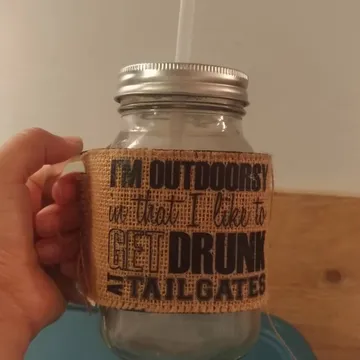 I'M OUTDOORSY
in that I like to
GET DRUNK
AT TAILGATES